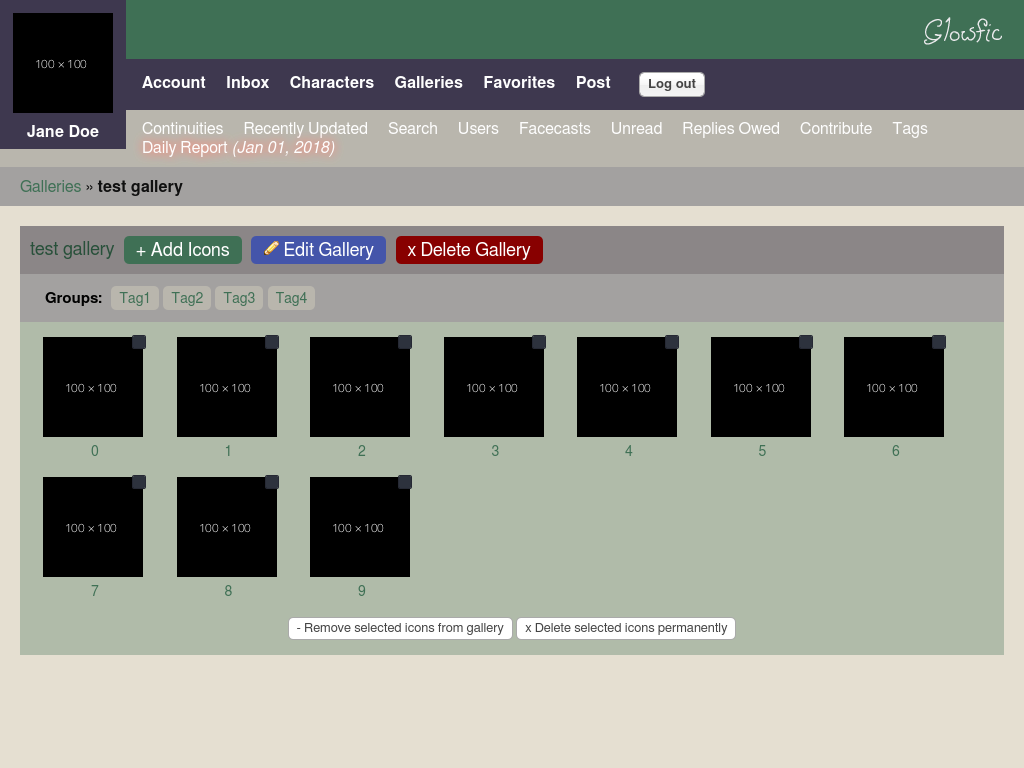 100 × 100
Glowfic
Account Inbox Characters Galleries Favorites Post Log out
Jane Doe
Continuities Recently Updated Search Users Facecasts Unread Replies Owed Contribute Tags
Daily Report (Jan 01, 2018)
Galleries » test gallery
test gallery + Add Icons Edit Gallery x Delete Gallery
Groups: Tag1 Tag2 Tag3 Tag4
100 × 100 100 × 100 100 × 100 100 × 100 100 × 100 100 × 100 100 × 100
0 1 2 3 4 5 6
100 × 100 100 × 100 100 × 100
7 8 9
- Remove selected icons from gallery x Delete selected icons permanently